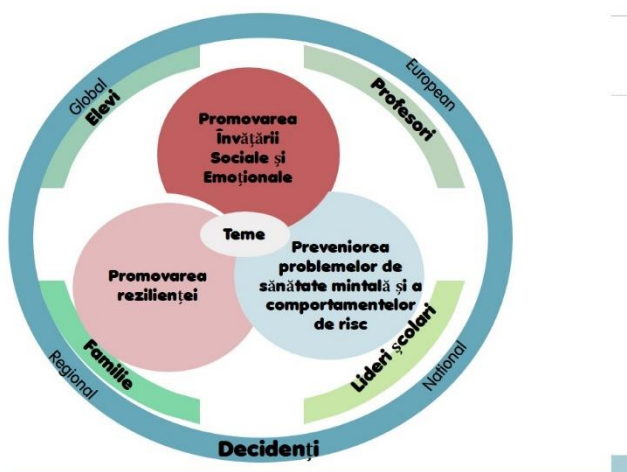 Global
Elevi
European
Profesori
Promovarea
Învățării
Sociale și
Emoționale
Teme
Promovarea
rezilienței
Preveniorea
problemelor de
sănătate mintală și a
comportamentelor
de risc
Regional
Familie
Lideri școlari
National
Decidenți